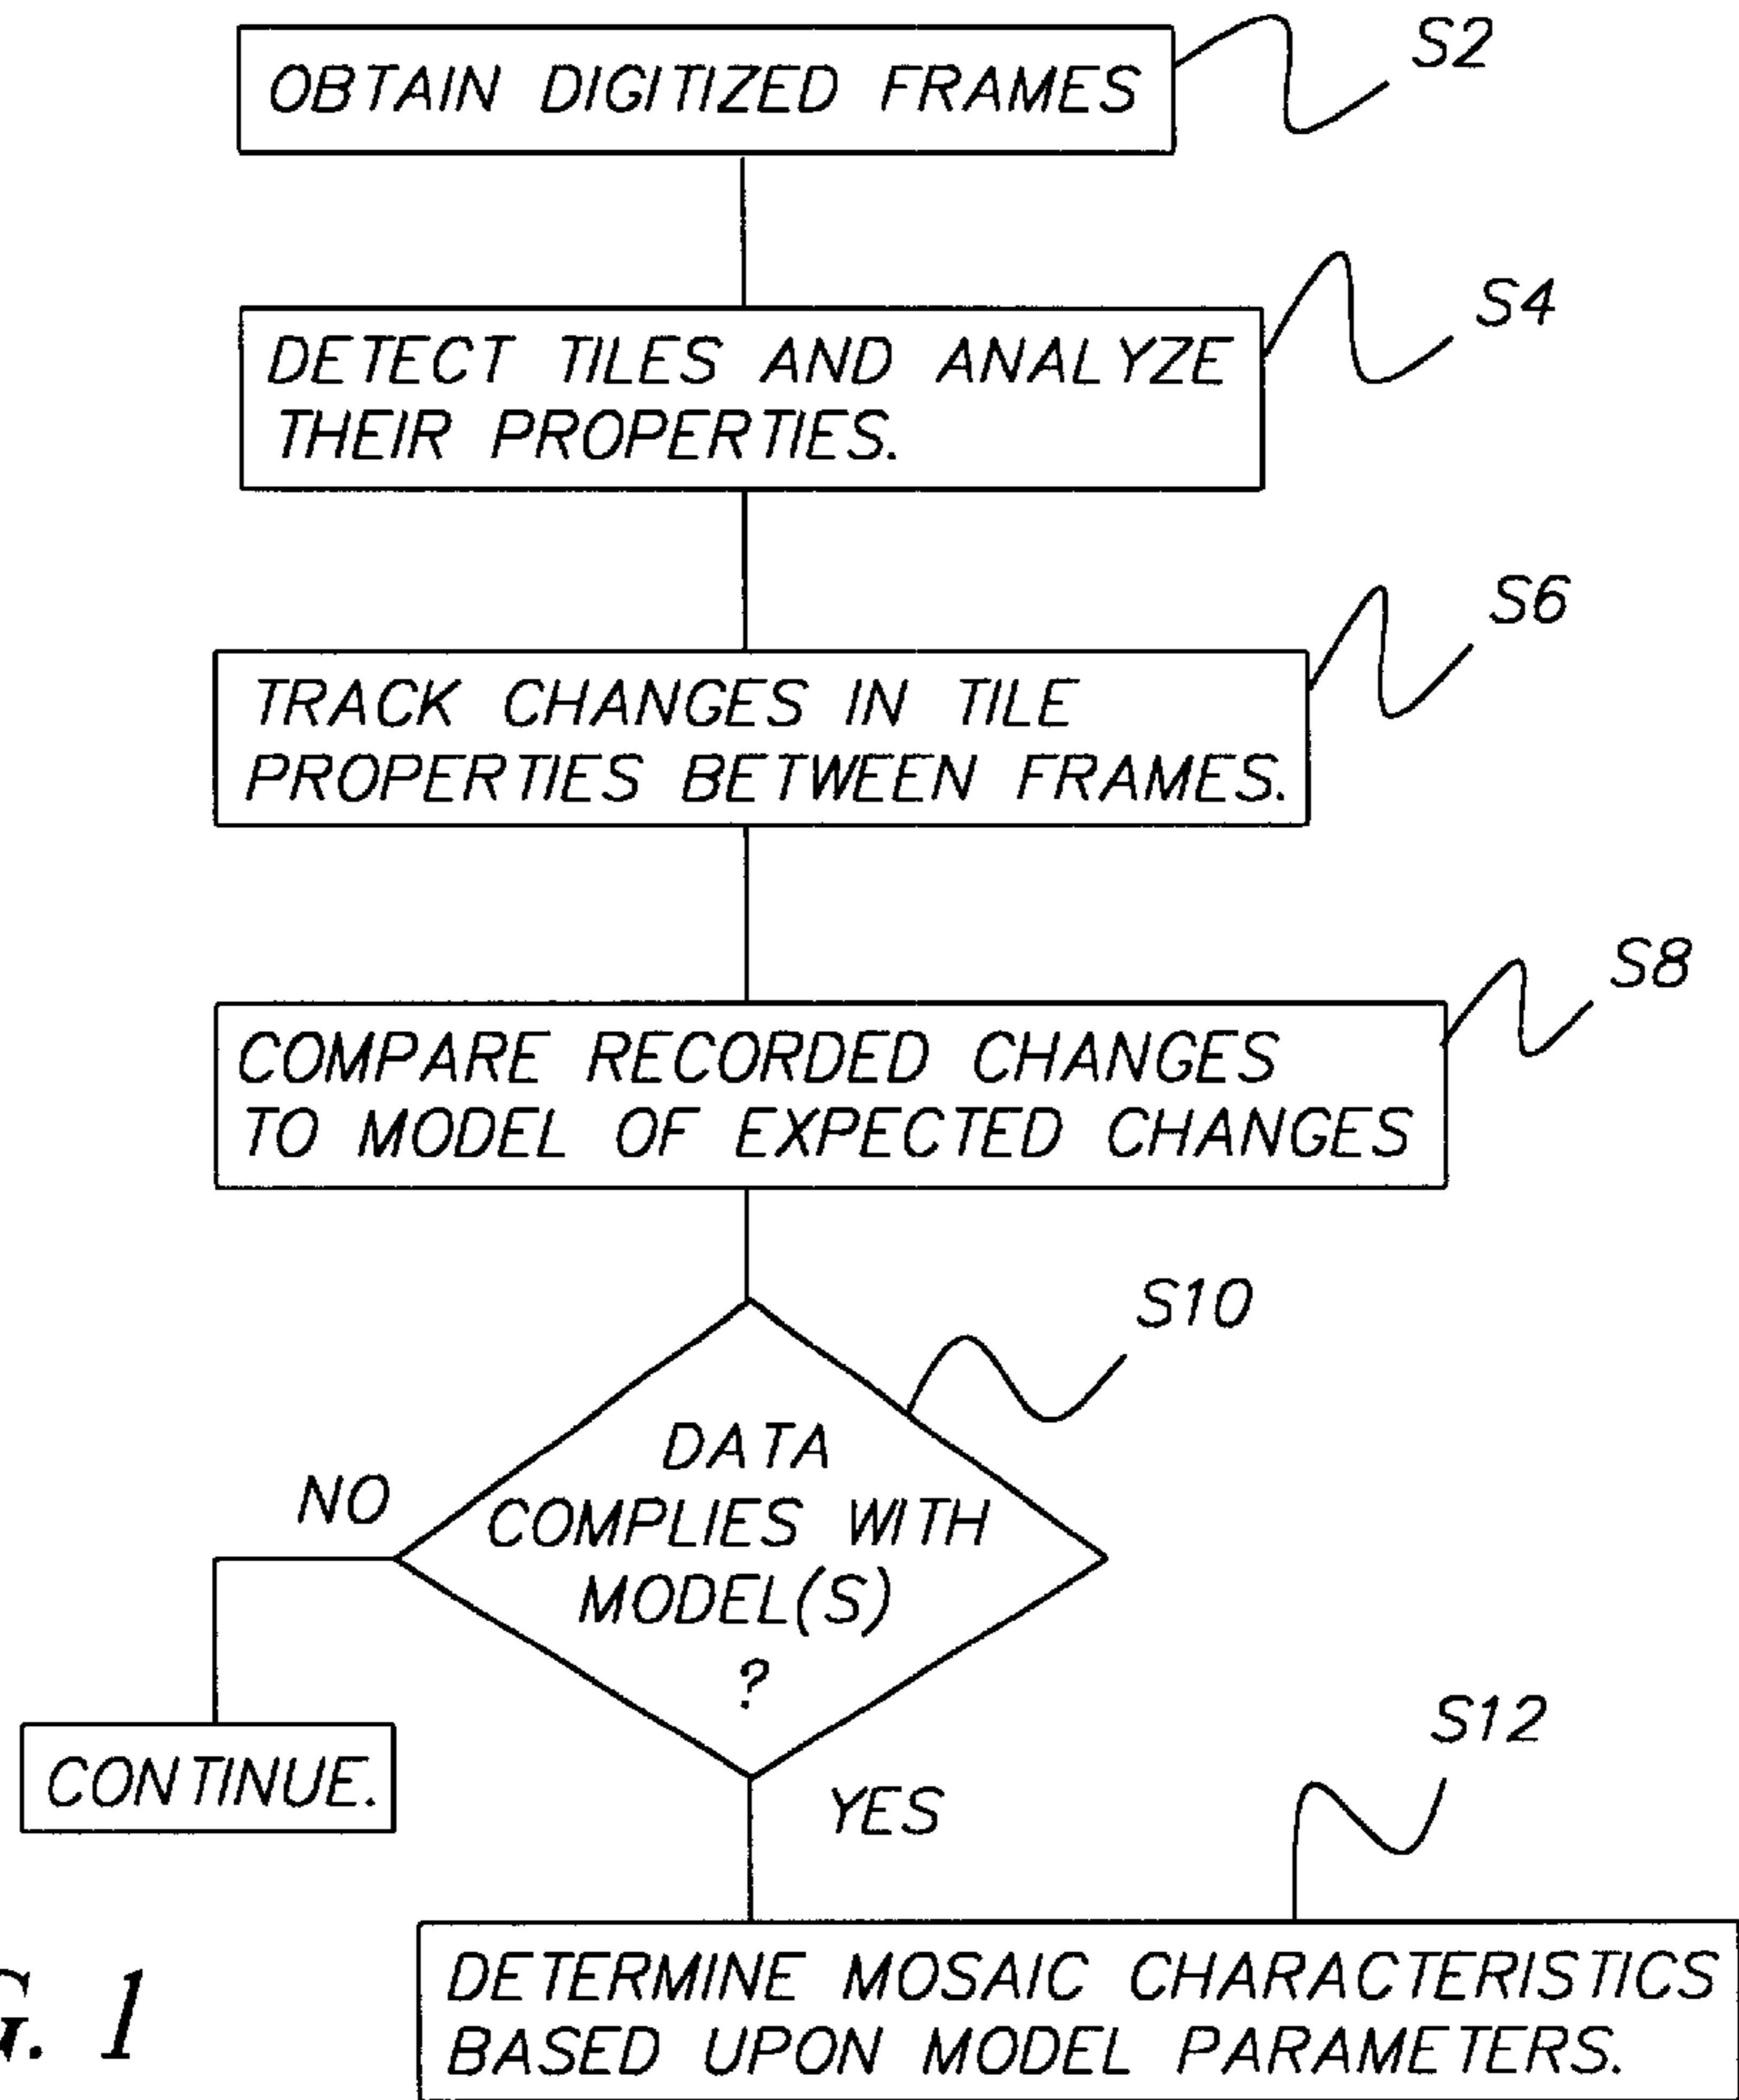 OBTAIN DIGITIZED FRAMES
S2
DETECT TILES AND ANALYZE
THEIR PROPERTIES.
S4
TRACK CHANGES IN TILE
PROPERTIES BETWEEN FRAMES.
S6
COMPARE RECORDED CHANGES
TO MODEL OF EXPECTED CHANGES
S8
S10
DATA
COMPLIES WITH
MODEL(S)
?
NO
CONTINUE.
YES
S12
DETERMINE MOSAIC CHARACTERISTICS
BASED UPON MODEL PARAMETERS.
G. 1